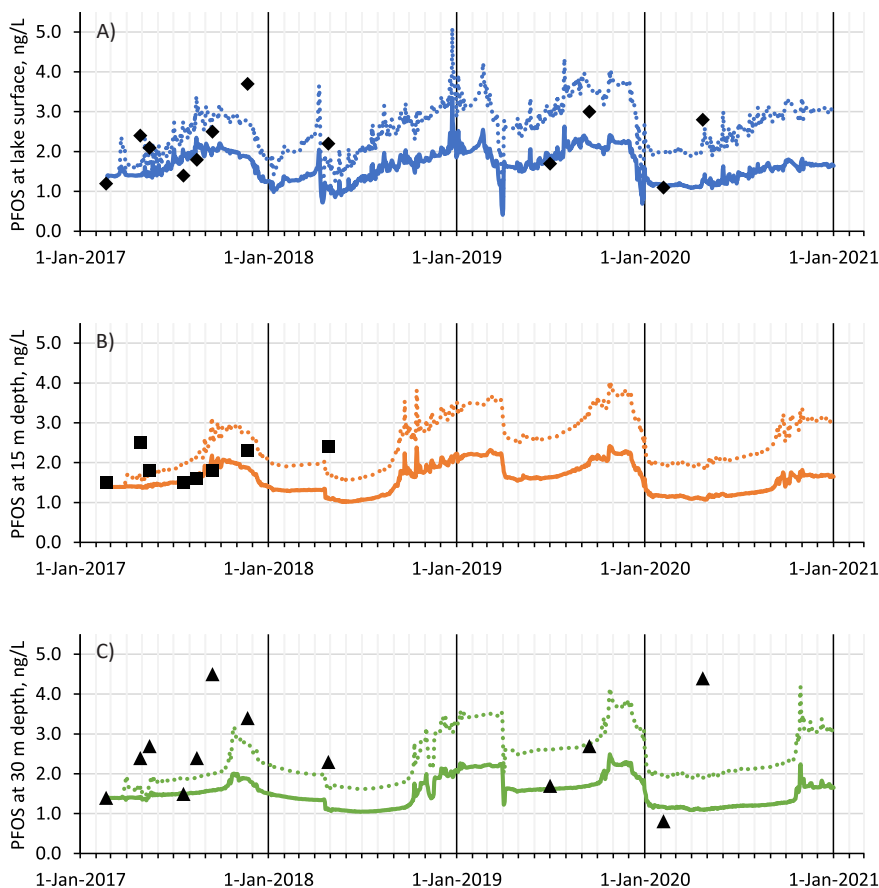 PFOS at lake surface, ng/L
A)
5.0
4.0
3.0
2.0
1.0
0.0
1-Jan-2017 1-Jan-2018 1-Jan-2019 1-Jan-2020 1-Jan-2021
PFOS at 15 m depth, ng/L
B)
5.0
4.0
3.0
2.0
1.0
0.0
1-Jan-2017 1-Jan-2018 1-Jan-2019 1-Jan-2020 1-Jan-2021
PFOS at 30 m depth, ng/L
C)
5.0
4.0
3.0
2.0
1.0
0.0
1-Jan-2017 1-Jan-2018 1-Jan-2019 1-Jan-2020 1-Jan-2021